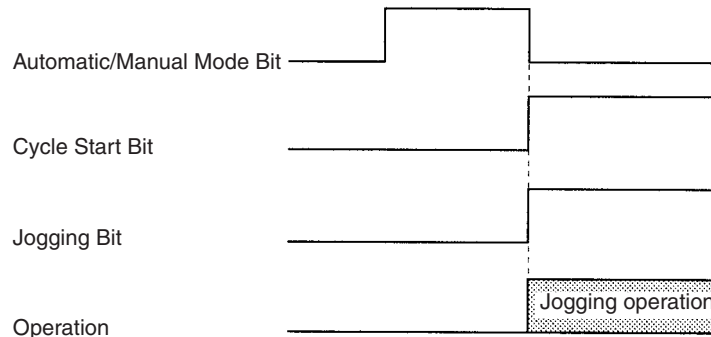 Automatic/Manual Mode Bit
Cycle Start Bit
Jogging Bit
Jogging operation
Operation